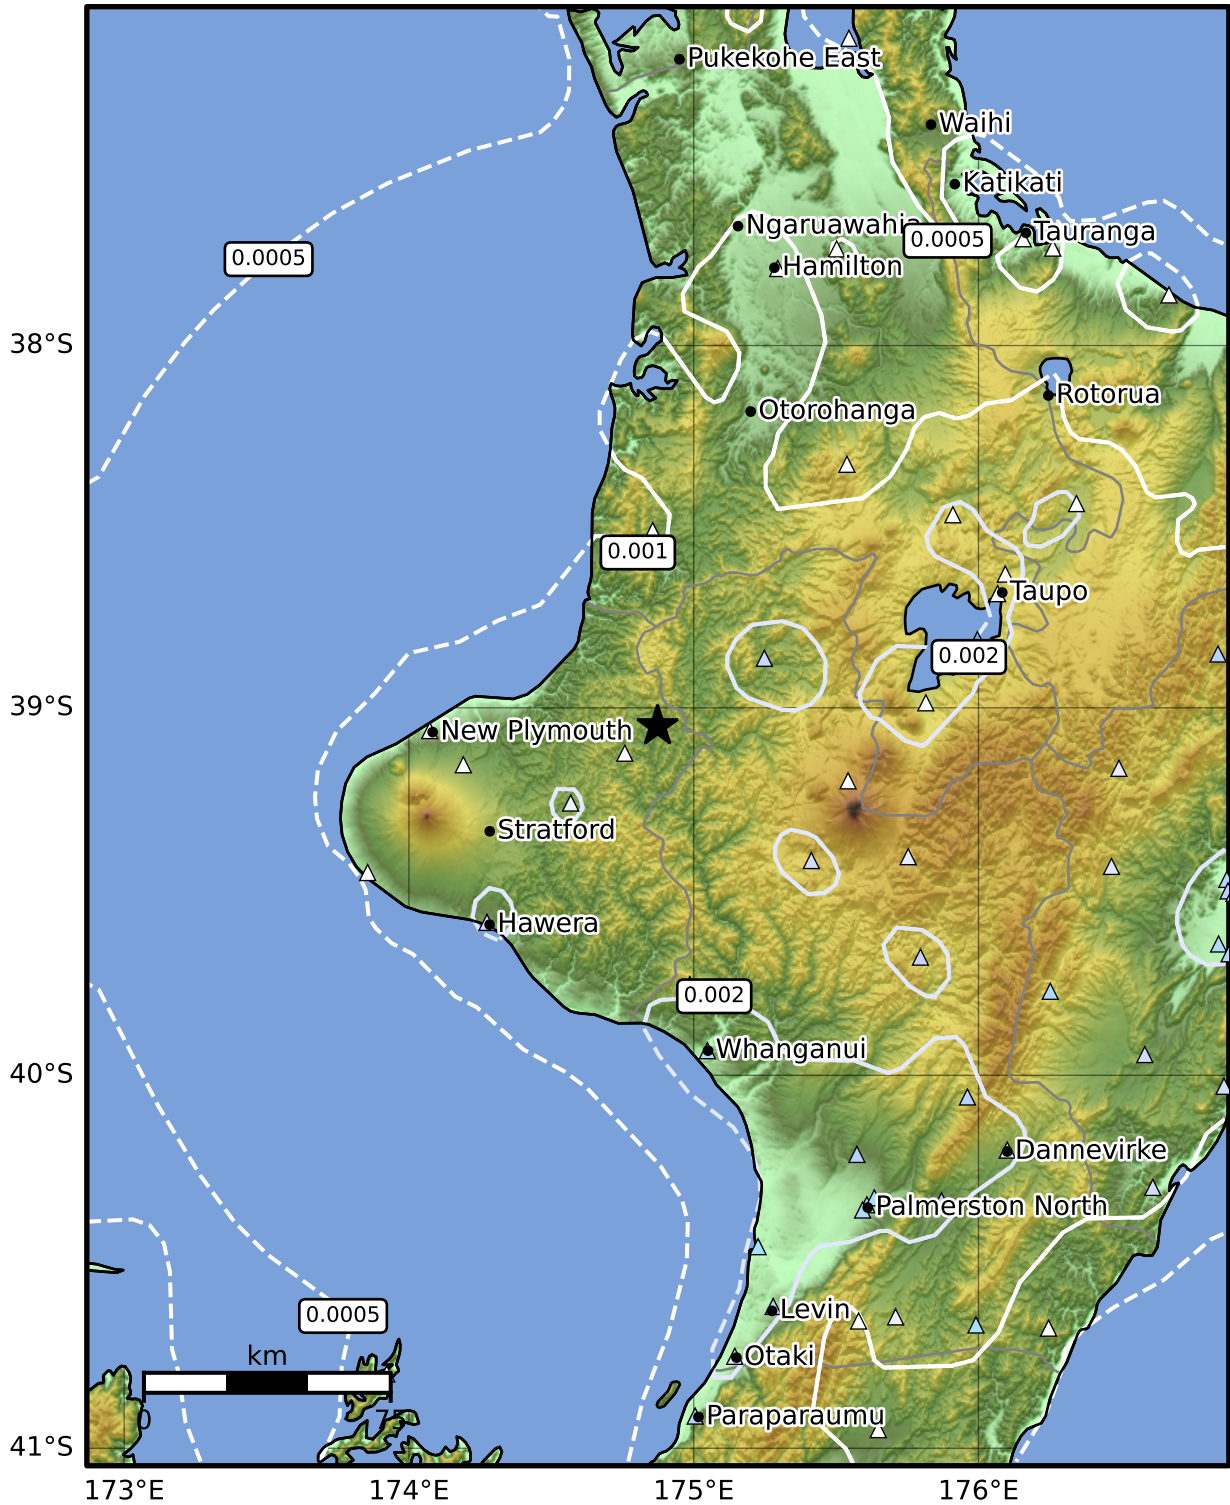 Pukekohe East
Waihi
Katikati
Ngaruawahia
Tauranga
0.0005
0.0005
Hamilton
38°S
Rotorua
Otorohanga
0.001
Taupo
0.002
39°S
New Plymouth
Stratford
Hawera
0.002
Whanganui
40°S
Dannevirke
Palmerston North
Levin
0.0005
km
Otaki
0
Paraparaumu
41°S
173°E
174°E
175°E
176°E